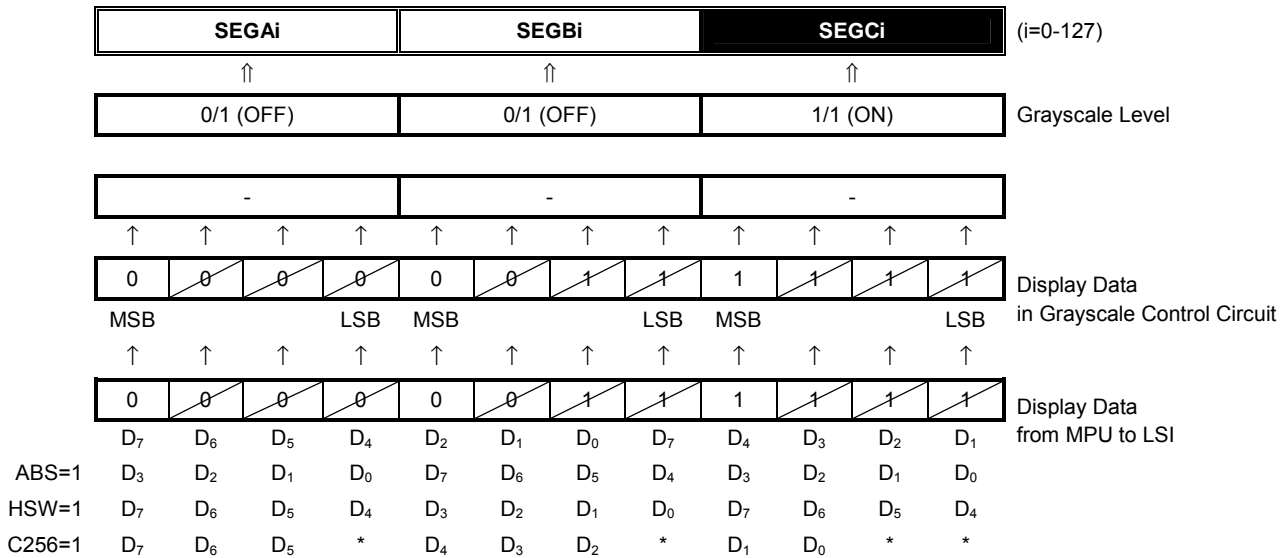 SEGAi SEGBi SEGCi (i=0-127)
⇑ ⇑ ⇑
0/1 (OFF) 0/1 (OFF) 1/1 (ON) Grayscale Level
- - -
↑ ↑ ↑ ↑ ↑ ↑ ↑ ↑ ↑ ↑ ↑ ↑
0 0 0 0 0 0 1 1 1 1 1 1 Display Data
MSB LSB MSB LSB MSB LSB in Grayscale Control Circuit
↑ ↑ ↑ ↑ ↑ ↑ ↑ ↑ ↑ ↑ ↑ ↑
0 0 0 0 0 0 1 1 1 1 1 1 Display Data
D₇ D₆ D₅ D₄ D₂ D₁ D₀ D₇ D₄ D₃ D₂ D₁ from MPU to LSI
ABS=1 D₃ D₂ D₁ D₀ D₇ D₆ D₅ D₄ D₃ D₂ D₁ D₀
HSW=1 D₇ D₆ D₅ D₄ D₃ D₂ D₁ D₀ D₇ D₆ D₅ D₄
C256=1 D₇ D₆ D₅ * D₄ D₃ D₂ * D₁ D₀ * *